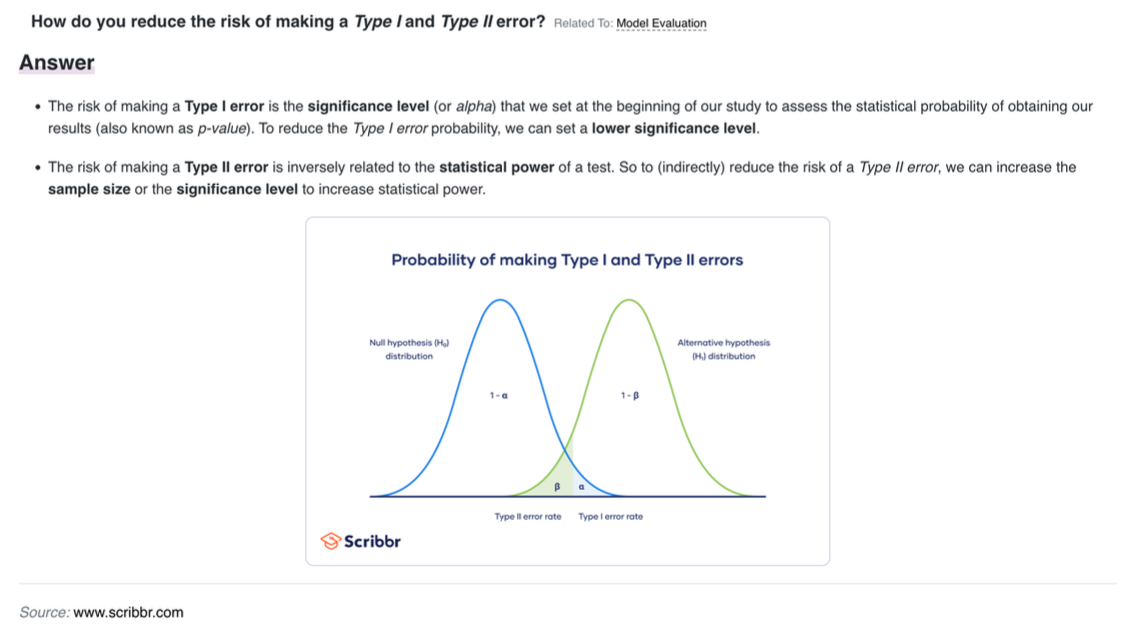 How do you reduce the risk of making a Type I and Type II error? Related To: Model Evaluation
Answer
• The risk of making a Type I error is the significance level (or alpha) that we set at the beginning of our study to assess the statistical probability of obtaining our
results (also known as p-value). To reduce the Type I error probability, we can set a lower significance level.
• The risk of making a Type II error is inversely related to the statistical power of a test. So to (indirectly) reduce the risk of a Type II error, we can increase the
sample size or the significance level to increase statistical power.
Probability of making Type I and Type II errors
Null hypothesis (H₀)
distribution
Alternative hypothesis
(H₁) distribution
1 - α
1 - β
β
α
Type II error rate
Type I error rate
Scribbr
Source: www.scribbr.com